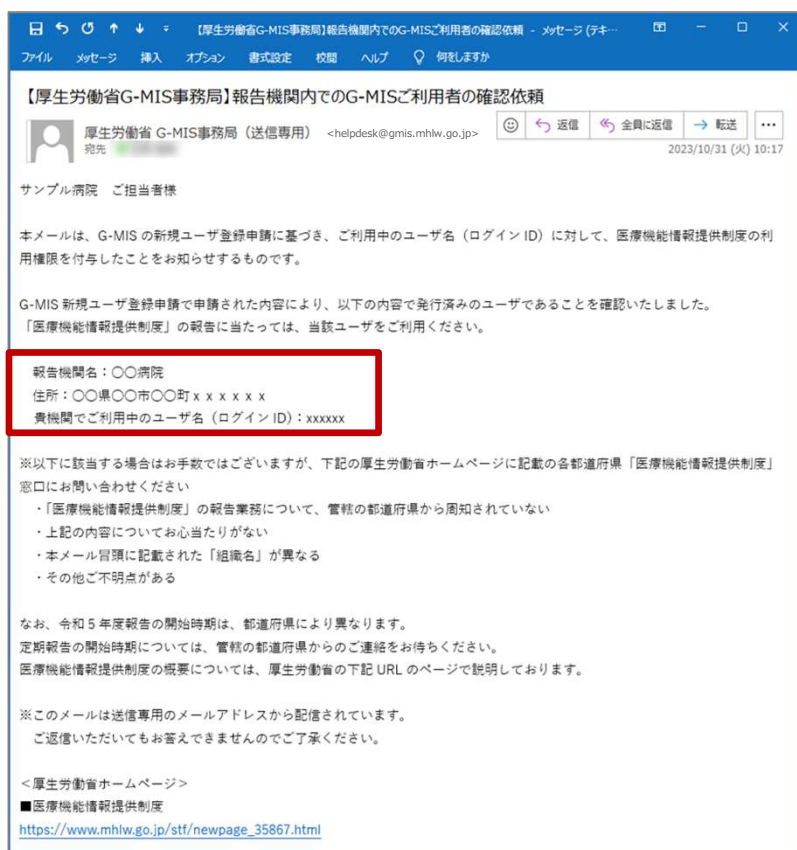 【厚生労働省G-MIS事務局】報告機関内でのG-MISご利用者の確認依頼 - メッセージ (テキ…
ファイル メッセージ 挿入 オプション 書式設定 校閲 ヘルプ 何をしますか
【厚生労働省G-MIS事務局】報告機関内でのG-MISご利用者の確認依頼
厚生労働省 G-MIS事務局（送信専用） <helpdesk@gmis.mhlw.go.jp>
返信 全員に返信 転送 …
宛先
2023/10/31 (火) 10:17
サンプル病院　ご担当者様
本メールは、G-MIS の新規ユーザ登録申請に基づき、ご利用中のユーザ名（ログイン ID）に対して、医療機能情報提供制度の利
用権限を付与したことをお知らせするものです。
G-MIS 新規ユーザ登録申請で申請された内容により、以下の内容で発行済みのユーザであることを確認いたしました。
「医療機能情報提供制度」の報告に当たっては、当該ユーザをご利用ください。
報告機関名：〇〇病院
住所：〇〇県〇〇市〇〇町ｘｘｘｘｘｘ
貴機関でご利用中のユーザ名（ログイン ID）：xxxxxx
※以下に該当する場合はお手数ではございますが、下記の厚生労働省ホームページに記載の各都道府県「医療機能情報提供制度」
窓口にお問い合わせください
・「医療機能情報提供制度」の報告業務について、管轄の都道府県から周知されていない
・上記の内容についてお心当たりがない
・本メール冒頭に記載された「組織名」が異なる
・その他ご不明点がある
なお、令和５年度報告の開始時期は、都道府県により異なります。
定期報告の開始時期については、管轄の都道府県からのご連絡をお待ちください。
医療機能情報提供制度の概要については、厚生労働省の下記 URL のページで説明しております。
※このメールは送信専用のメールアドレスから配信されています。
ご返信いただいてもお答えできませんのでご了承ください。
＜厚生労働省ホームページ＞
■医療機能情報提供制度
https://www.mhlw.go.jp/stf/newpage_35867.html